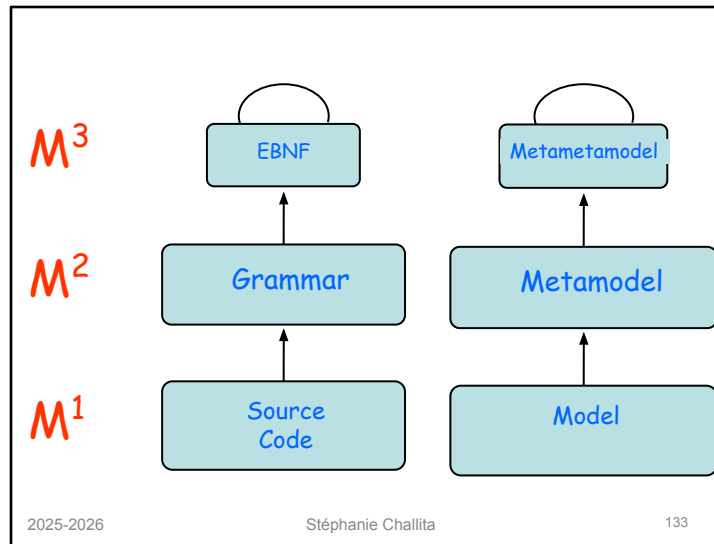 M³
EBNF
Metametamodel
M²
Grammar
Metamodel
M¹
Source
Code
Model
2025-2026
Stéphanie Challita
133